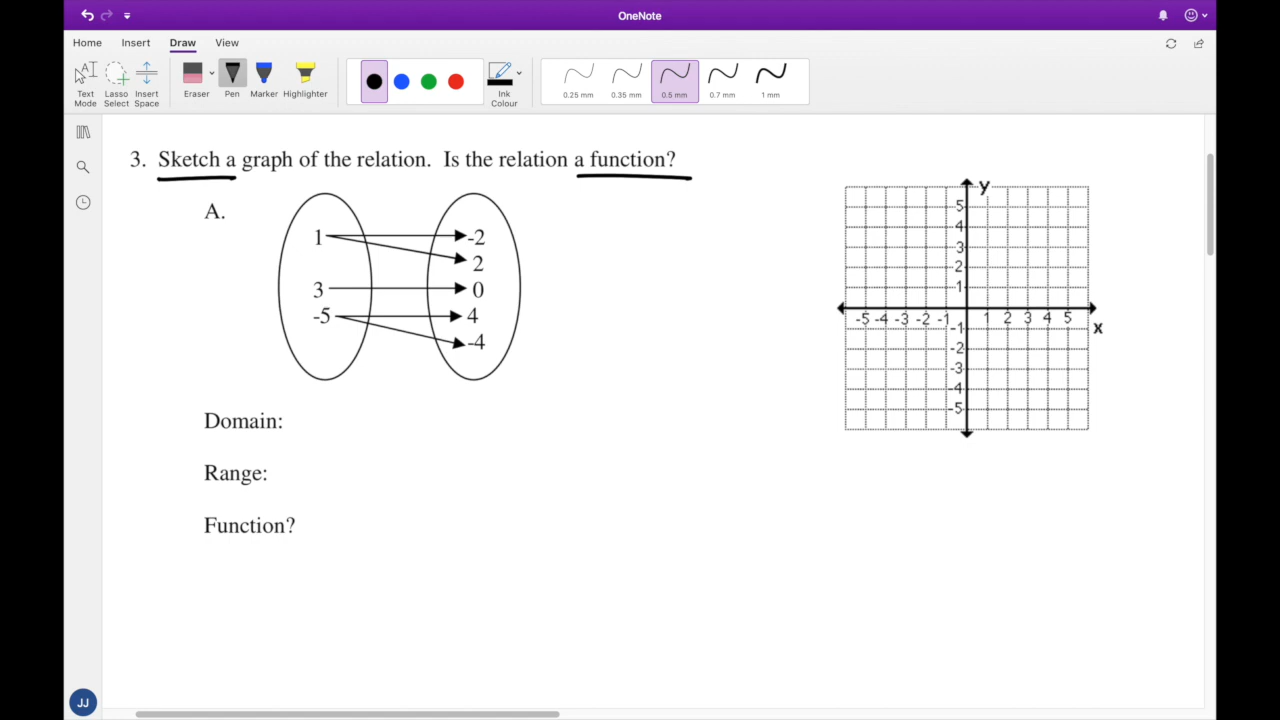 OneNote
Home Insert Draw View
Text Mode Lasso Select Insert Space Eraser Pen Marker Highlighter Ink Colour 0.25 mm 0.35 mm 0.5 mm 0.7 mm 1 mm
3. Sketch a graph of the relation. Is the relation a function?
A.
1 -2
2
3 0
-5 4
-4
y
5
4
3
2
1
-5 -4 -3 -2 -1 1 2 3 4 5
x
-1
-2
-3
-4
-5
Domain:
Range:
Function?
JJ